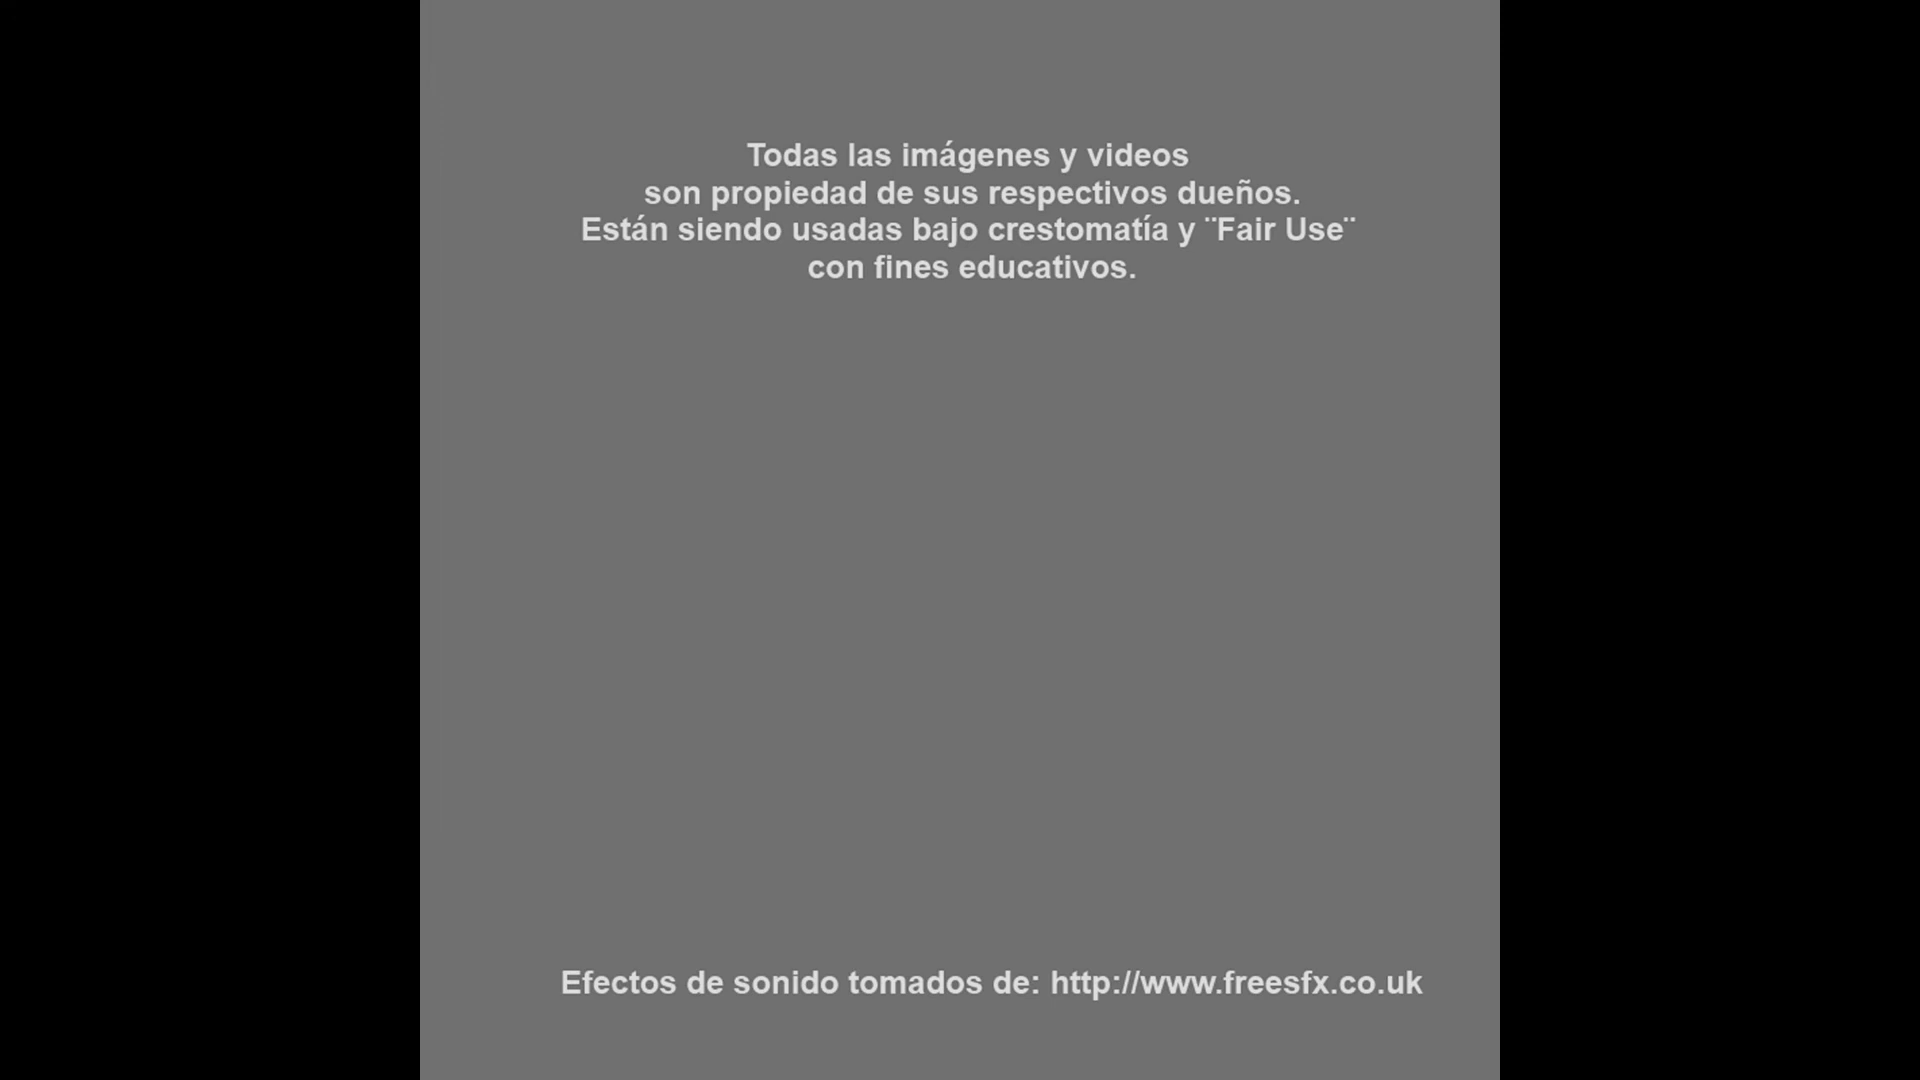 Todas las imágenes y videos
son propiedad de sus respectivos dueños.
Están siendo usadas bajo crestomatía y ¨Fair Use¨
con fines educativos.
Efectos de sonido tomados de: http://www.freesfx.co.uk